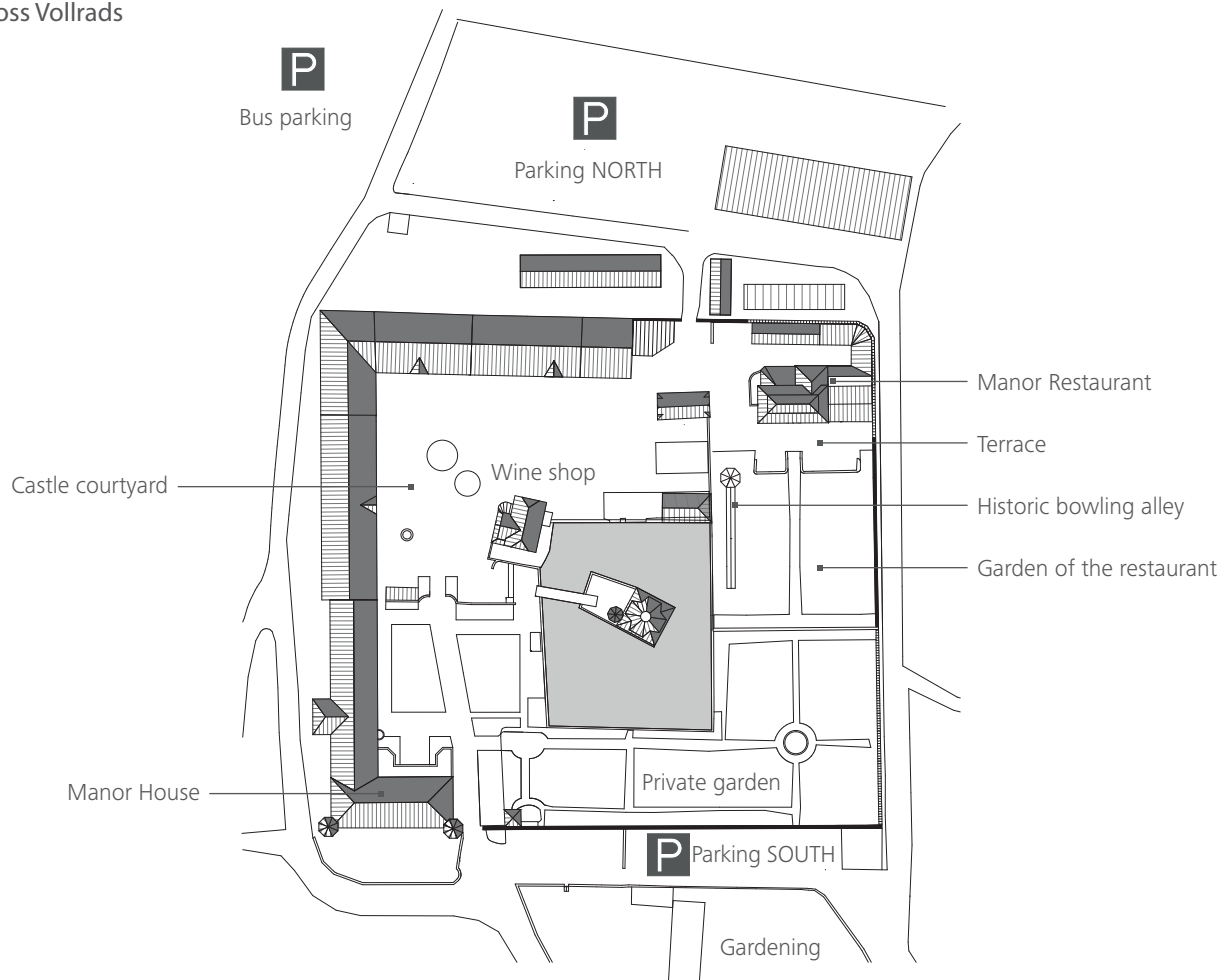 oss Vollrads
P
Bus parking
P
Parking NORTH
Manor Restaurant
Terrace
Castle courtyard
Wine shop
Historic bowling alley
Garden of the restaurant
Private garden
Manor House
P Parking SOUTH
Gardening